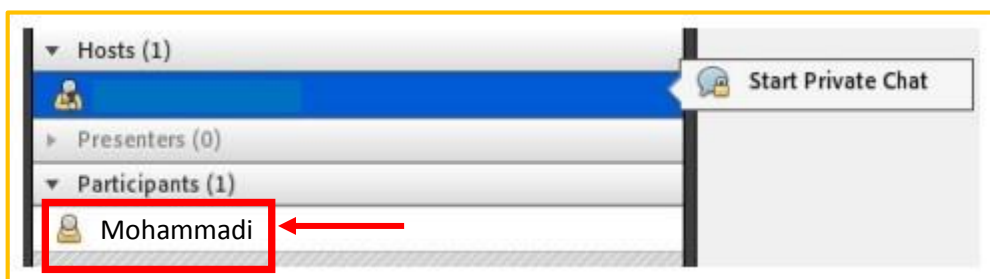 Hosts (1)
Start Private Chat
Presenters (0)
Participants (1)
Mohammadi